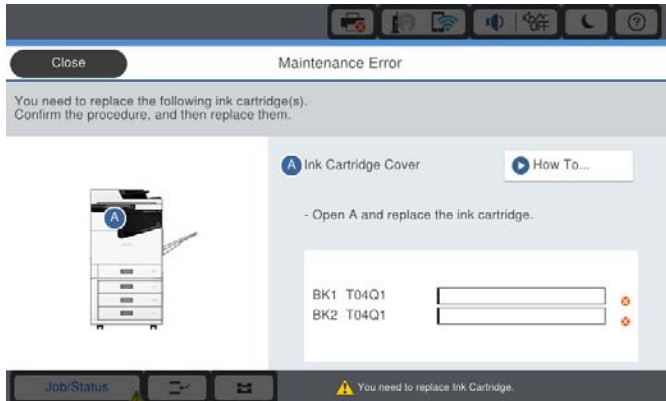 OFF
Close
Maintenance Error
You need to replace the following ink cartridge(s).
Confirm the procedure, and then replace them.
A Ink Cartridge Cover
How To...
A
- Open A and replace the ink cartridge.
BK1 T04Q1
BK2 T04Q1
Job/Status
You need to replace Ink Cartridge.